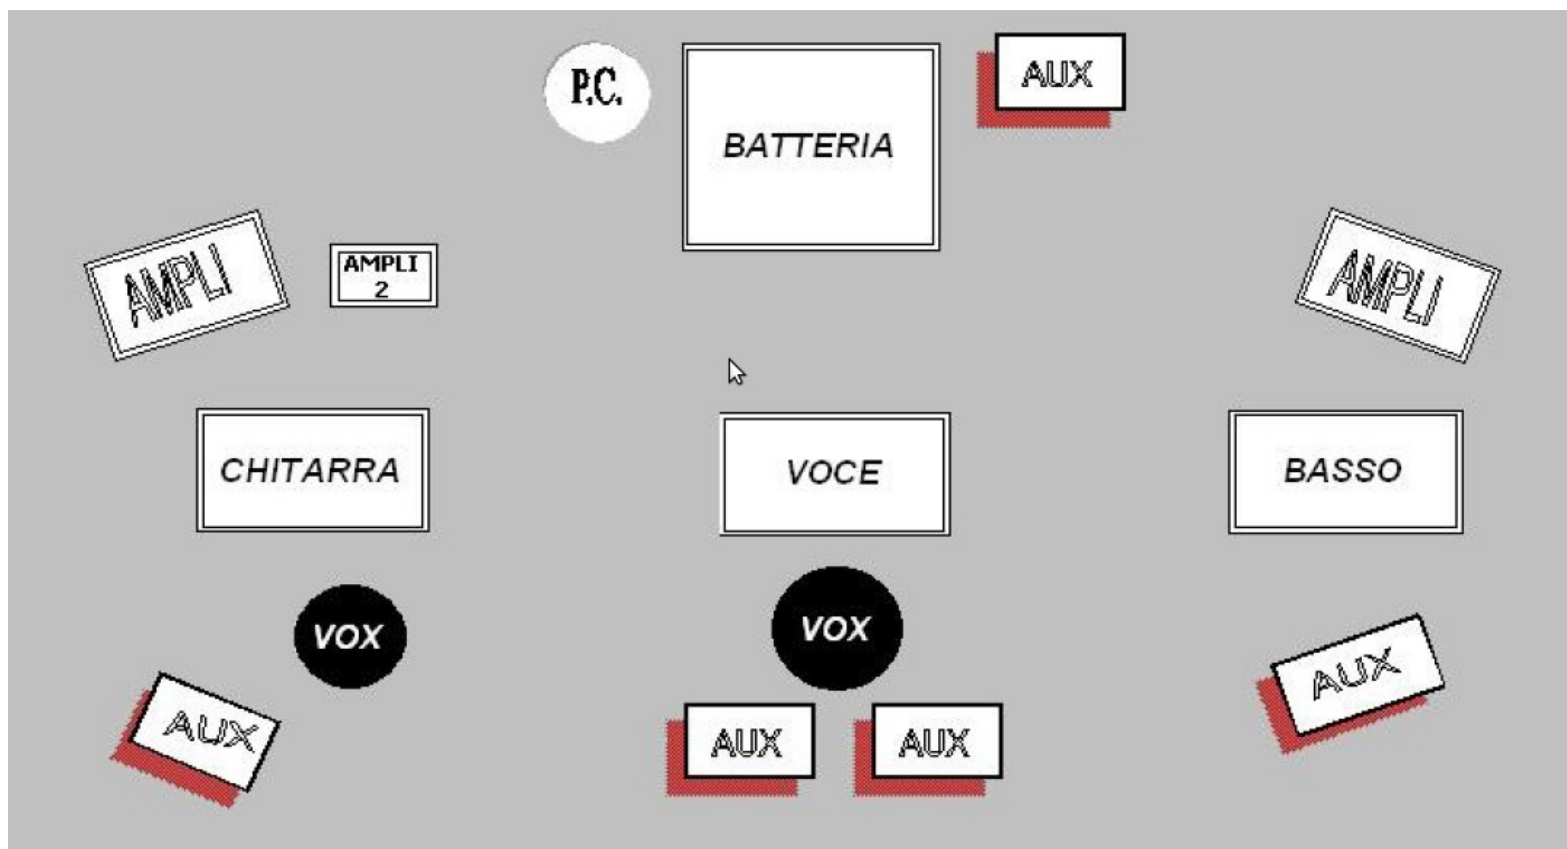 P.C.
BATTERIA
AUX
AMPLI
AMPLI
2
AMPLI
CHITARRA
VOCE
BASSO
VOX
VOX
AUX
AUX
AUX
AUX